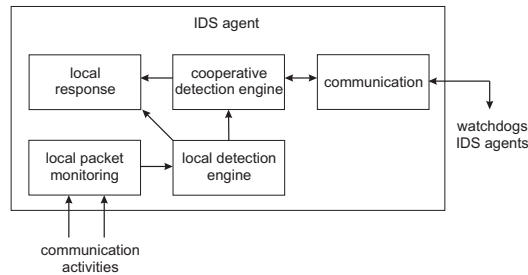 IDS agent
local
response
cooperative
detection engine
communication
watchdogs
IDS agents
local packet
monitoring
local detection
engine
communication
activities